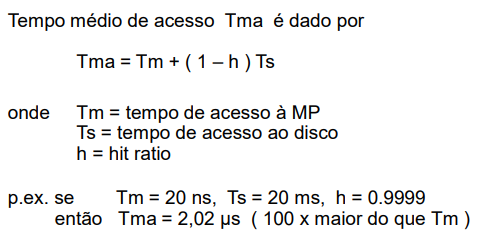 Tempo médio de acesso Tma é dado por
Tma = Tm + ( 1 – h ) Ts
onde Tm = tempo de acesso à MP
Ts = tempo de acesso ao disco
h = hit ratio
p.ex. se Tm = 20 ns, Ts = 20 ms, h = 0.9999
então Tma = 2,02 μs ( 100 x maior do que Tm )